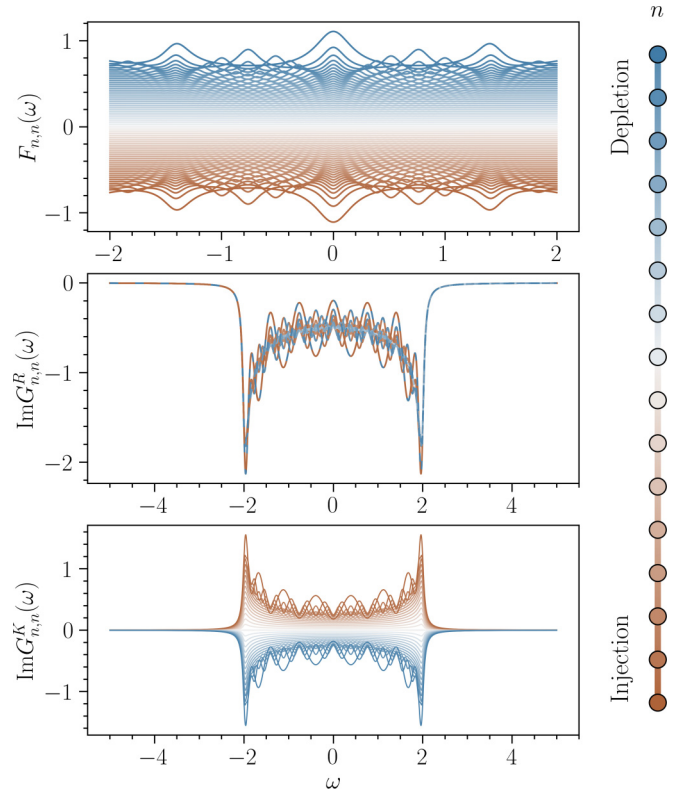 1
0
−1
F_{n,n}(ω)
−2 −1 0 1 2
0
−1
−2
ImG^R_{n,n}(ω)
−4 −2 0 2 4
1
0
−1
ImG^K_{n,n}(ω)
−4 −2 0 2 4
ω
n
Depletion
Injection